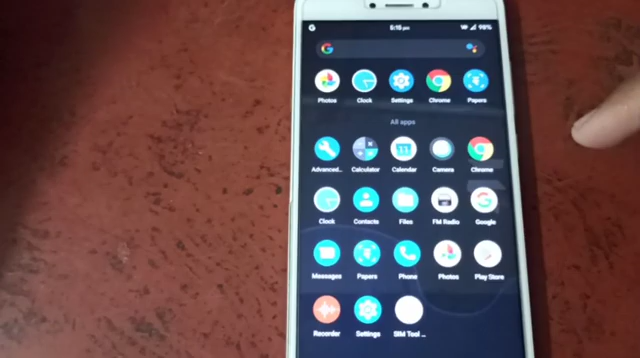 G 5:15 pm 98%
G
Photos Clock Settings Chrome Papers
All apps
Advanced... Calculator Calendar Camera Chrome
Clock Contacts Files FM Radio Google
Messages Papers Phone Photos Play Store
Recorder Settings SIM Tool ...